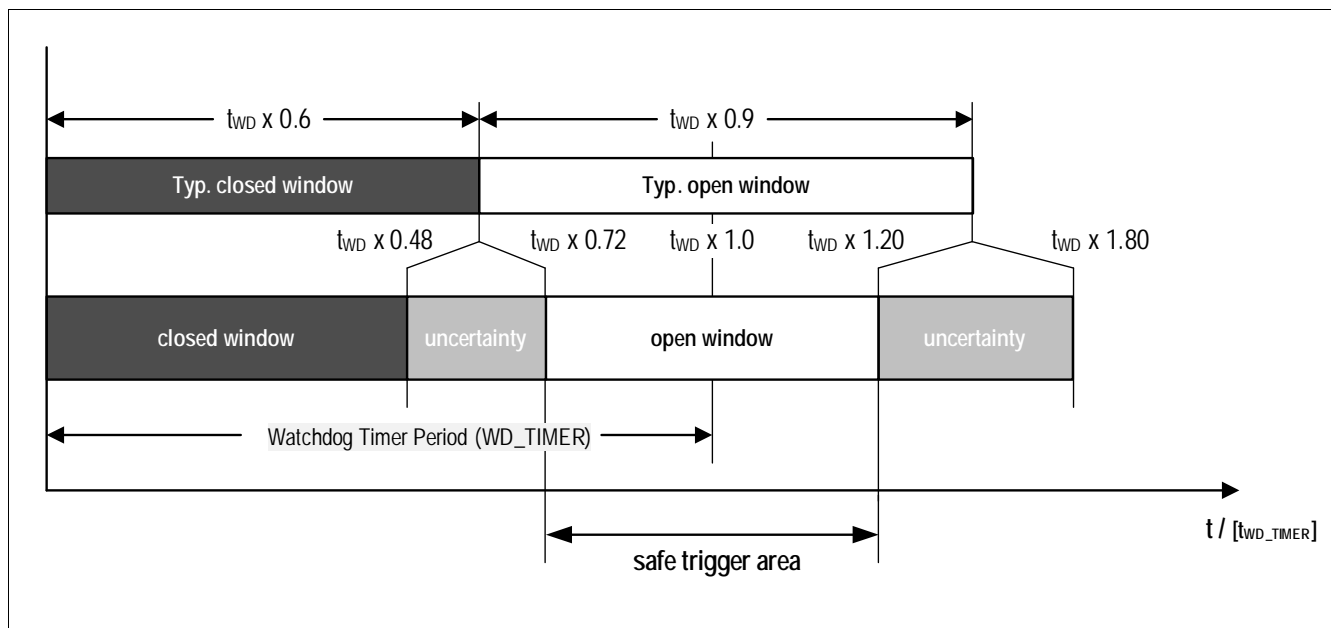 tWD x 0.6
tWD x 0.9
Typ. closed window
Typ. open window
tWD x 0.48
tWD x 0.72
tWD x 1.0
tWD x 1.20
tWD x 1.80
closed window
uncertainty
open window
uncertainty
Watchdog Timer Period (WD_TIMER)
t / [tWD_TIMER]
safe trigger area